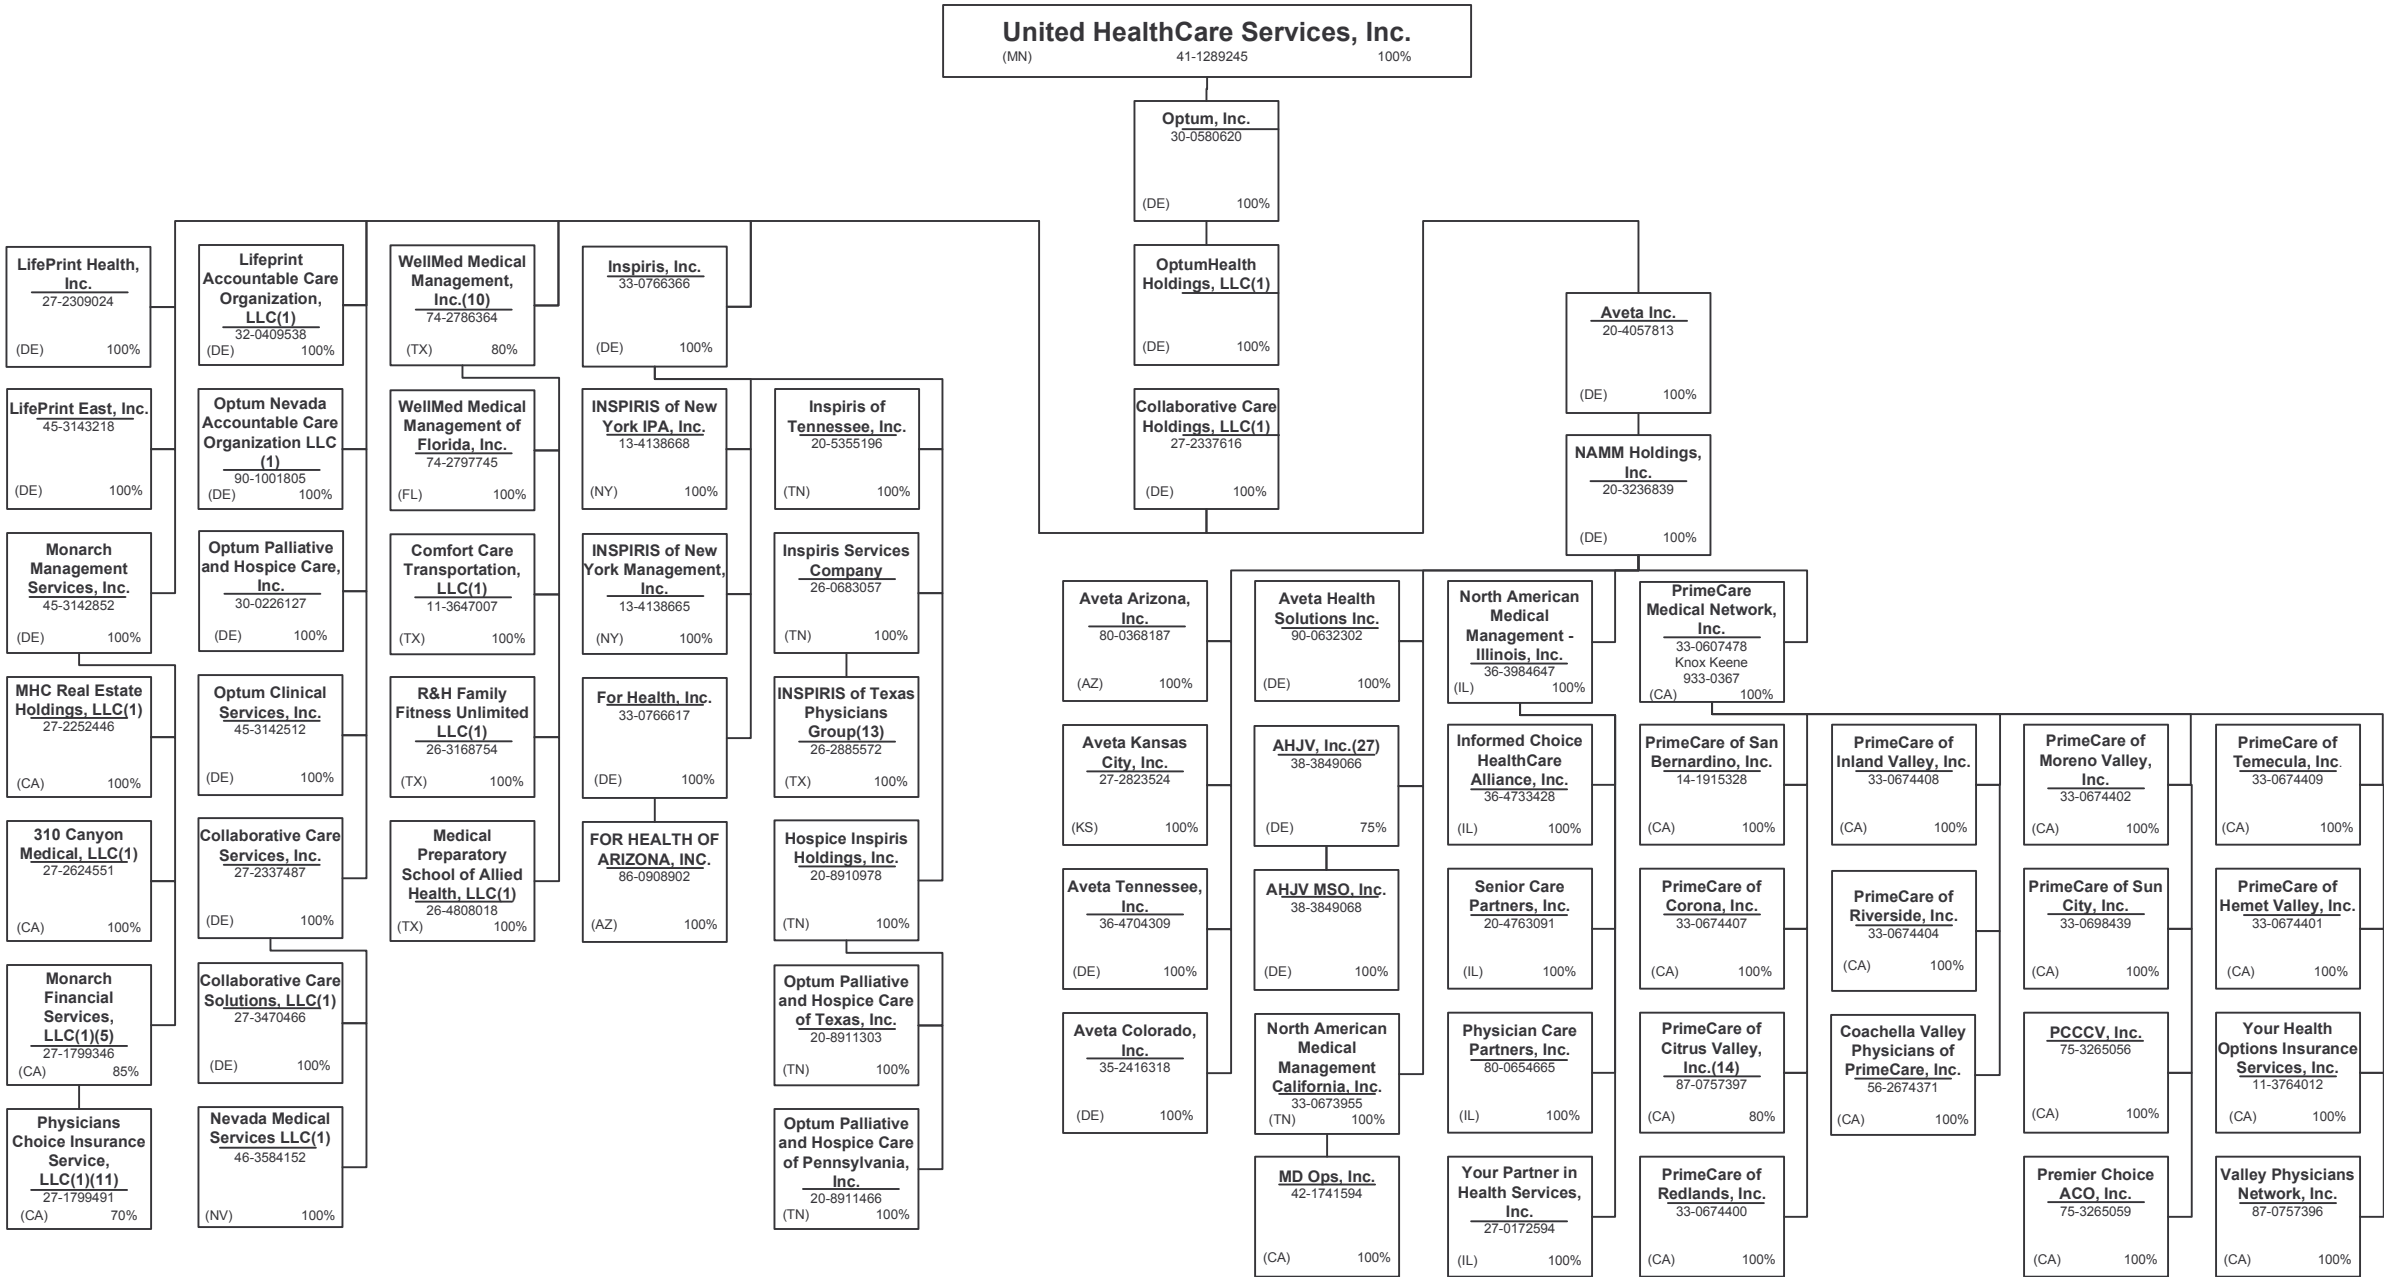 United HealthCare Services, Inc.
(MN) 41-1289245 100%
Optum, Inc.
30-0580620
(DE) 100%
OptumHealth
Holdings, LLC(1)
(DE) 100%
Collaborative Care
Holdings, LLC(1)
27-2337616
(DE) 100%
LifePrint Health,
Inc.
27-2309024
(DE) 100%
LifePrint East, Inc.
45-3143218
(DE) 100%
Monarch
Management
Services, Inc.
45-3142852
(DE) 100%
MHC Real Estate
Holdings, LLC(1)
27-2252446
(CA) 100%
310 Canyon
Medical, LLC(1)
27-2624551
(CA) 100%
Monarch
Financial
Services,
LLC(1)(5)
27-1799346
(CA) 85%
Physicians
Choice Insurance
Service,
LLC(1)(11)
27-1799491
(CA) 70%
Lifeprint
Accountable Care
Organization,
LLC(1)
32-0409538
(DE) 100%
Optum Nevada
Accountable Care
Organization LLC
(1)
90-1001805
(DE) 100%
Optum Palliative
and Hospice Care,
Inc.
30-0226127
(DE) 100%
Optum Clinical
Services, Inc.
45-3142512
(DE) 100%
Collaborative Care
Services, Inc.
27-2337487
(DE) 100%
Collaborative Care
Solutions, LLC(1)
27-3470466
(DE) 100%
Nevada Medical
Services LLC(1)
46-3584152
(NV) 100%
WellMed Medical
Management,
Inc.(10)
74-2786364
(TX) 80%
WellMed Medical
Management of
Florida, Inc.
74-2797745
(FL) 100%
Comfort Care
Transportation,
LLC(1)
11-3647007
(TX) 100%
R&H Family
Fitness Unlimited
LLC(1)
26-3168754
(TX) 100%
Medical
Preparatory
School of Allied
Health, LLC(1)
26-4808018
(TX) 100%
Inspiris, Inc.
33-0766366
(DE) 100%
INSPIRIS of New
York IPA, Inc.
13-4138668
(NY) 100%
INSPIRIS of New
York Management,
Inc.
13-4138665
(NY) 100%
For Health, Inc.
33-0766617
(DE) 100%
FOR HEALTH OF
ARIZONA, INC.
86-0908902
(AZ) 100%
Inspiris of
Tennessee, Inc.
20-5355196
(TN) 100%
Inspiris Services
Company
26-0683057
(TN) 100%
INSPIRIS of Texas
Physicians
Group(13)
26-2885572
(TX) 100%
Hospice Inspiris
Holdings, Inc.
20-8910978
(TN) 100%
Optum Palliative
and Hospice Care
of Texas, Inc.
20-8911303
(TN) 100%
Optum Palliative
and Hospice Care
of Pennsylvania,
Inc.
20-8911466
(TN) 100%
Aveta Inc.
20-4057813
(DE) 100%
NAMM Holdings,
Inc.
20-3236839
(DE) 100%
Aveta Arizona,
Inc.
80-0368187
(AZ) 100%
Aveta Kansas
City, Inc.
27-2823524
(KS) 100%
Aveta Tennessee,
Inc.
36-4704309
(DE) 100%
Aveta Colorado,
Inc.
35-2416318
(DE) 100%
Aveta Health
Solutions Inc.
90-0632302
(DE) 100%
AHJV, Inc.(27)
38-3849066
(DE) 75%
AHJV MSO, Inc.
38-3849068
(DE) 100%
North American
Medical
Management
California, Inc.
33-0673955
(TN) 100%
MD Ops, Inc.
42-1741594
(CA) 100%
North American
Medical
Management -
Illinois, Inc.
36-3984647
(IL) 100%
Informed Choice
HealthCare
Alliance, Inc.
36-4733428
(IL) 100%
Senior Care
Partners, Inc.
20-4763091
(IL) 100%
Physician Care
Partners, Inc.
80-0654665
(IL) 100%
Your Partner in
Health Services,
Inc.
27-0172594
(IL) 100%
PrimeCare
Medical Network,
Inc.
33-0607478
Knox Keene
933-0367
(CA) 100%
PrimeCare of San
Bernardino, Inc.
14-1915328
(CA) 100%
PrimeCare of
Corona, Inc.
33-0674407
(CA) 100%
PrimeCare of
Citrus Valley,
Inc.(14)
87-0757397
(CA) 80%
PrimeCare of
Redlands, Inc.
33-0674400
(CA) 100%
PrimeCare of
Inland Valley, Inc.
33-0674408
(CA) 100%
PrimeCare of
Riverside, Inc.
33-0674404
(CA) 100%
Coachella Valley
Physicians of
PrimeCare, Inc.
56-2674371
(CA) 100%
PrimeCare of
Moreno Valley,
Inc.
33-0674402
(CA) 100%
PrimeCare of Sun
City, Inc.
33-0698439
(CA) 100%
PCCCV, Inc.
75-3265056
(CA) 100%
Premier Choice
ACO, Inc.
75-3265059
(CA) 100%
PrimeCare of
Temecula, Inc.
33-0674409
(CA) 100%
PrimeCare of
Hemet Valley, Inc.
33-0674401
(CA) 100%
Your Health
Options Insurance
Services, Inc.
11-3764012
(CA) 100%
Valley Physicians
Network, Inc.
87-0757396
(CA) 100%